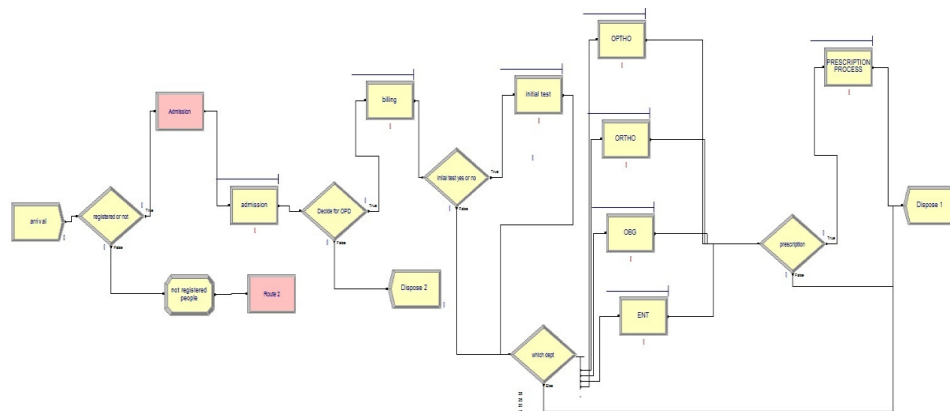 arrival
registered or not
True
False
Admission
not registered
people
Route 2
admission
Decide for OPD
True
False
Dispose 2
billing
Initial test yes or no
True
False
initial test
which dept
Else
OPTHO
ORTHO
OBG
ENT
prescription
True
False
PRESCRIPTION
PROCESS
Dispose 1